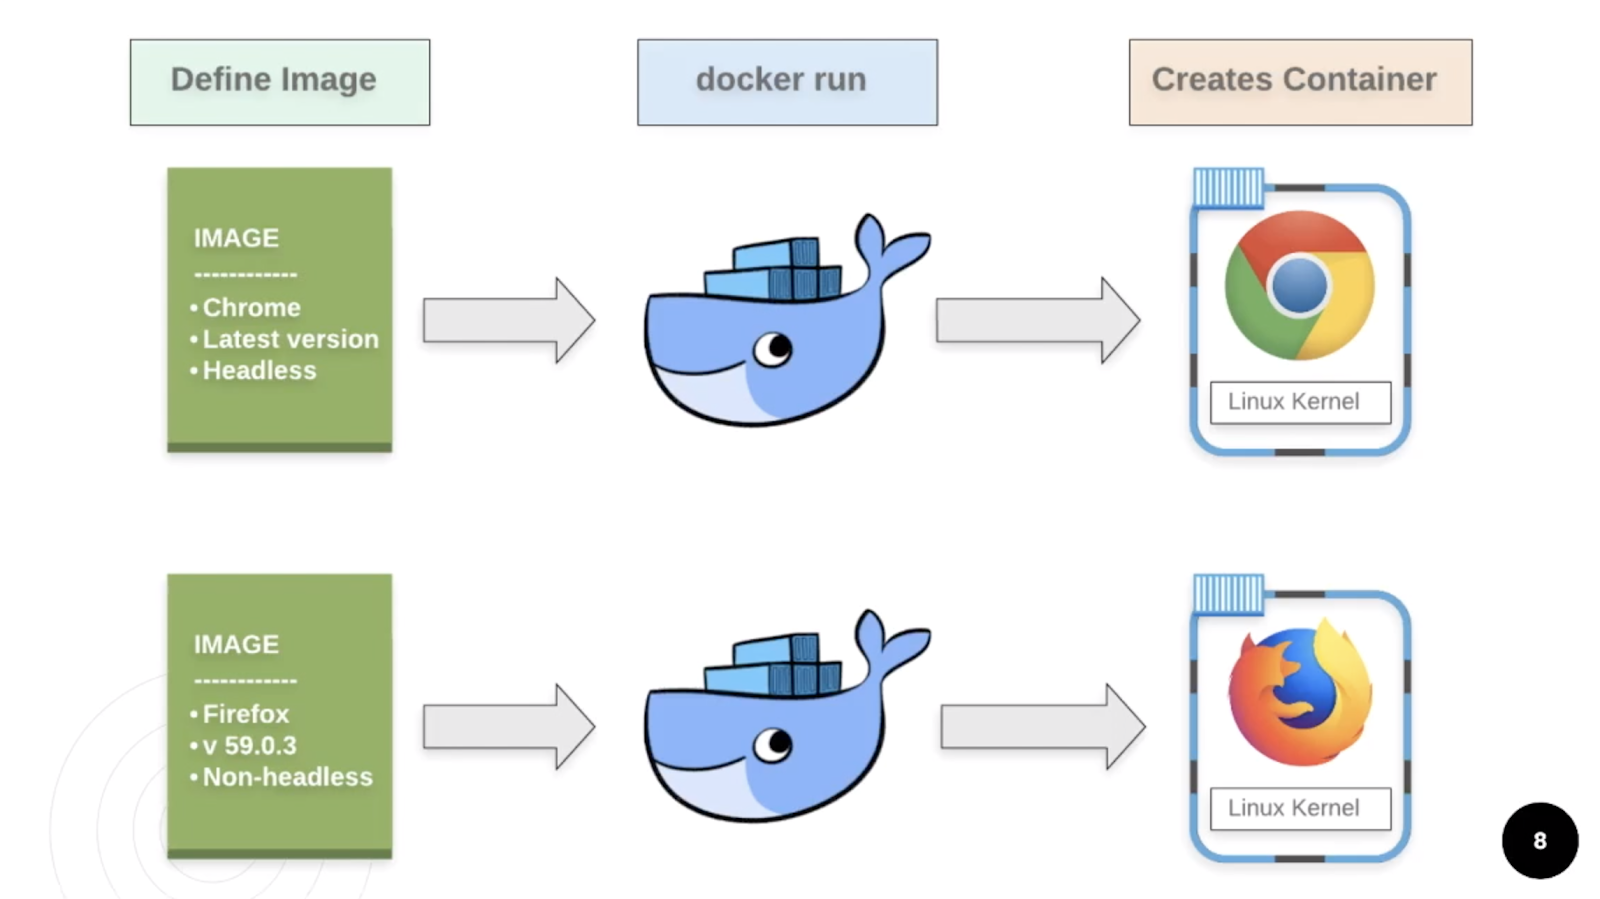 Define Image
docker run
Creates Container
IMAGE
------------
• Chrome
• Latest version
• Headless
Linux Kernel
IMAGE
------------
• Firefox
• v 59.0.3
• Non-headless
Linux Kernel
8